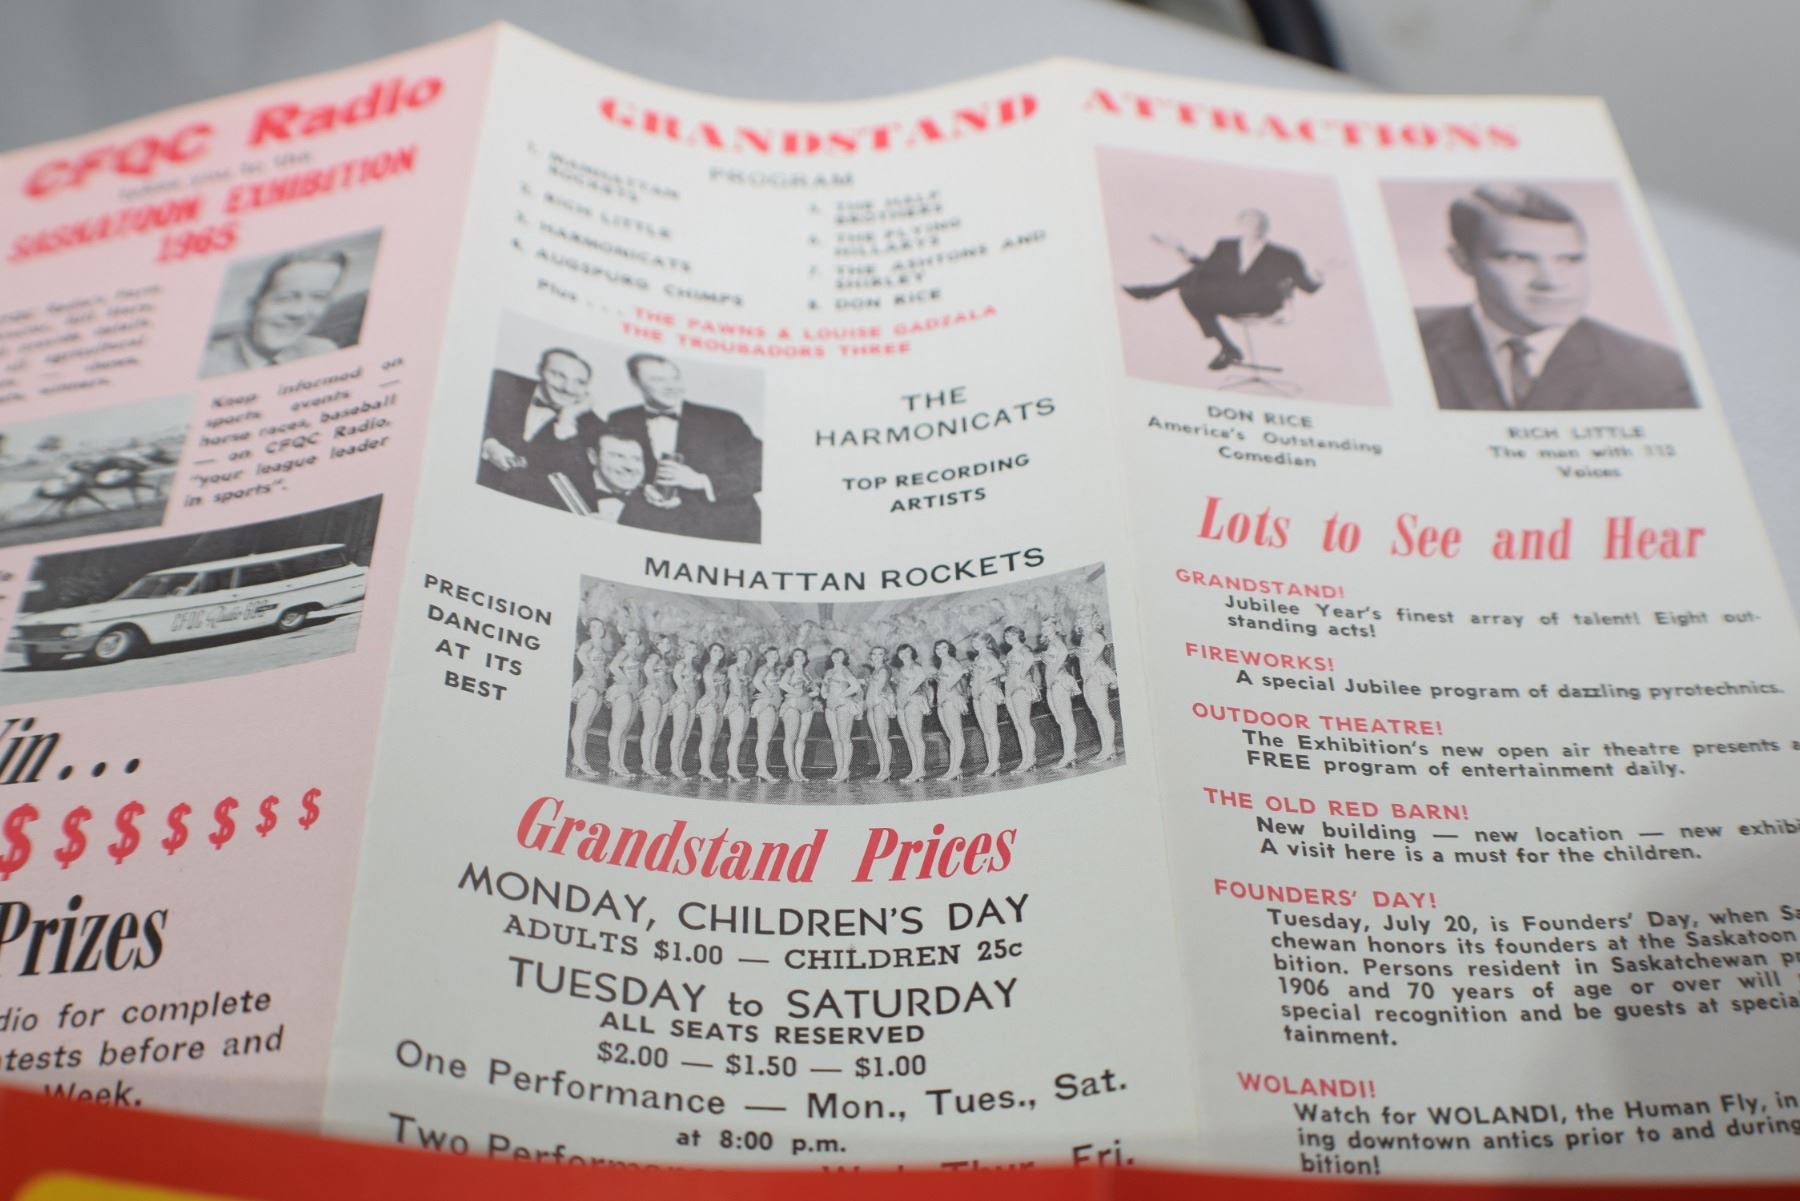 CFQC Radio
takes you to the
SASKATOON EXHIBITION
1965
Keep informed on
sports events —
horse races, baseball
— on CFQC Radio,
"your league leader
in sports".
in...
$ $ $ $ $ $ $
Prizes
dio for complete
tests before and
Week.
GRANDSTAND ATTRACTIONS
PROGRAM
1. MANHATTAN
ROCKETS
2. RICH LITTLE
3. HARMONICATS
4. AUGSPURG CHIMPS
5. THE HALF
BROTHERS
6. THE FLYING
7. THE ASHTONS AND
SHIRLEY
8. DON RICE
Plus . . . THE PAWNS & LOUISE GADZALA
THE TROUBADORS THREE
THE
HARMONICATS
TOP RECORDING
ARTISTS
MANHATTAN ROCKETS
PRECISION
DANCING
AT ITS
BEST
Grandstand Prices
MONDAY, CHILDREN'S DAY
ADULTS $1.00 — CHILDREN 25c
TUESDAY to SATURDAY
ALL SEATS RESERVED
$2.00 — $1.50 — $1.00
One Performance — Mon., Tues., Sat.
at 8:00 p.m.
Two Performance — Wed., Thur., Fri.
DON RICE
America's Outstanding
Comedian
RICH LITTLE
The man with
Voices
Lots to See and Hear
GRANDSTAND!
Jubilee Year's finest array of talent! Eight out-
standing acts!
FIREWORKS!
A special Jubilee program of dazzling pyrotechnics.
OUTDOOR THEATRE!
The Exhibition's new open air theatre presents a
FREE program of entertainment daily.
THE OLD RED BARN!
New building — new location — new exhib
A visit here is a must for the children.
FOUNDERS' DAY!
Tuesday, July 20, is Founders' Day, when Sa
chewan honors its founders at the Saskatoon
bition. Persons resident in Saskatchewan pr
1906 and 70 years of age or over will
special recognition and be guests at specia
tainment.
WOLANDI!
Watch for WOLANDI, the Human Fly, in
ing downtown antics prior to and during
bition!